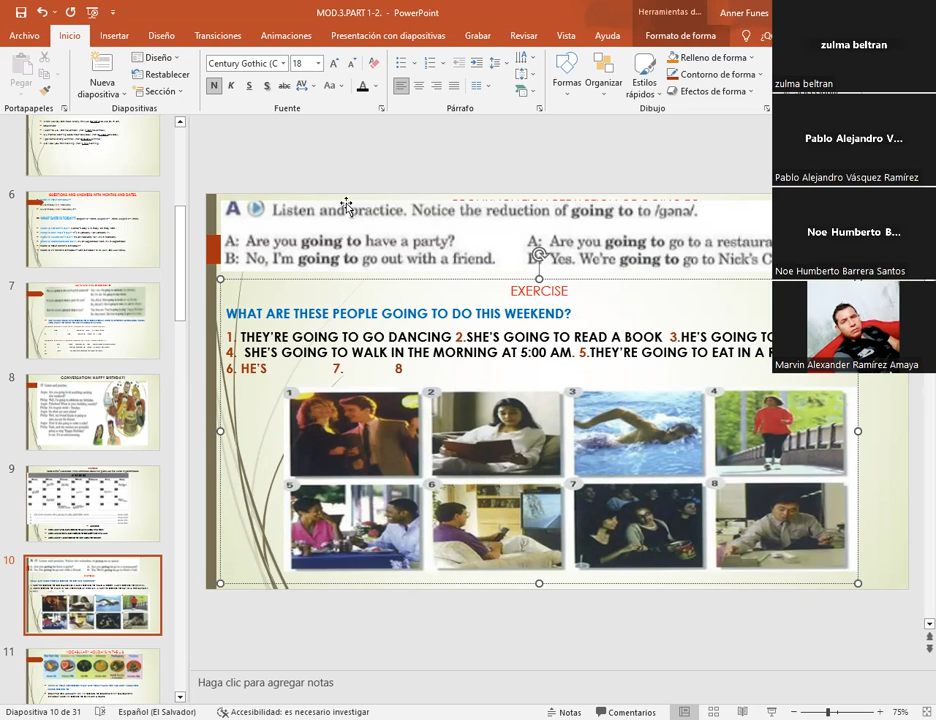 MOD.3.PART 1-2. - PowerPoint
Herramientas d...
Anner Funes
Archivo
Inicio
Insertar
Diseño
Transiciones
Animaciones
Presentación con diapositivas
Grabar
Revisar
Vista
Ayuda
Formato de forma
Pegar
Nueva diapositiva
Diseño
Restablecer
Sección
Century Gothic (C
18
N K S S abc AV Aa A
Formas
Organizar
Estilos rápidos
Relleno de forma
Contorno de forma
Efectos de forma
Portapapeles
Diapositivas
Fuente
Párrafo
Dibujo
zulma beltran
zulma beltran
Pablo Alejandro V...
Pablo Alejandro Vásquez Ramírez
Noe Humberto B...
Noe Humberto Barrera Santos
Marvin Alexander Ramírez Amaya
6
7
8
CONVERSATION: HAPPY BIRTHDAY!
9
10
11
A Listen and practice. Notice the reduction of going to to /gənə/.
A: Are you going to have a party?
B: No, I'm going to go out with a friend.
A: Are you going to go to a restaura
B: Yes. We're going to go to Nick's C
EXERCISE
WHAT ARE THESE PEOPLE GOING TO DO THIS WEEKEND?
1. THEY'RE GOING TO GO DANCING 2.SHE'S GOING TO READ A BOOK 3.HE'S GOING TO
4. SHE'S GOING TO WALK IN THE MORNING AT 5:00 AM. 5.THEY'RE GOING TO EAT IN A R
6. HE'S 7. 8
1 2 3 4
5 6 7 8
Haga clic para agregar notas
Diapositiva 10 de 31
Español (El Salvador)
Accesibilidad: es necesario investigar
Notas
Comentarios
75%